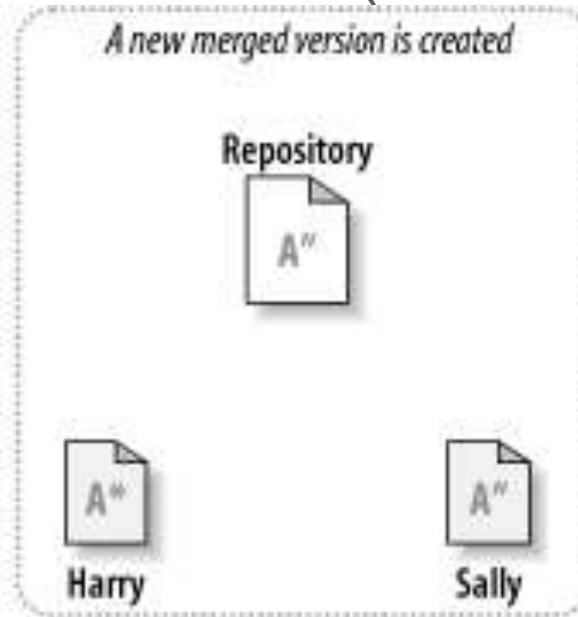 A new merged version is created
Repository
A"
A* A"
Harry Sally